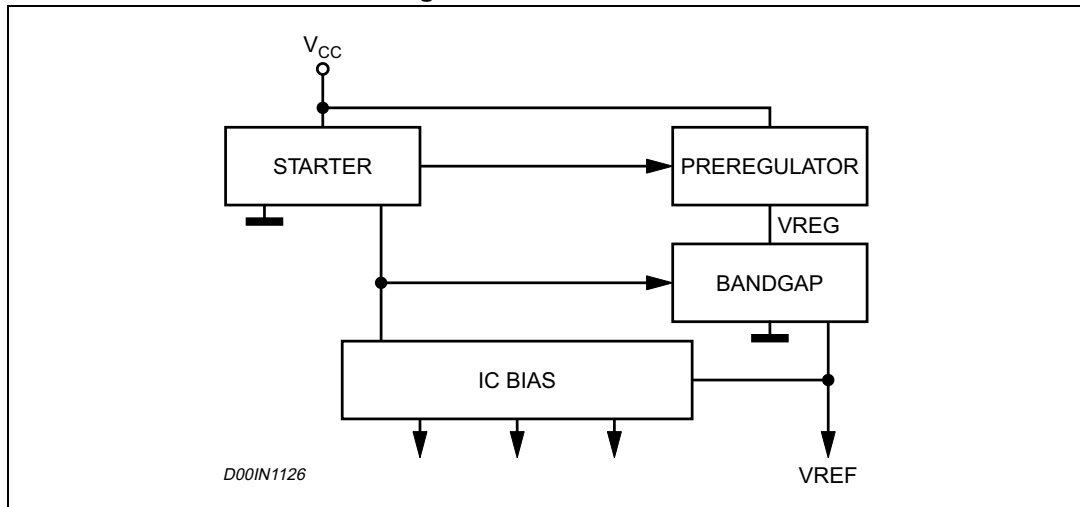 VCC
STARTER
PREREGULATOR
VREG
BANDGAP
IC BIAS
D00IN1126
VREF